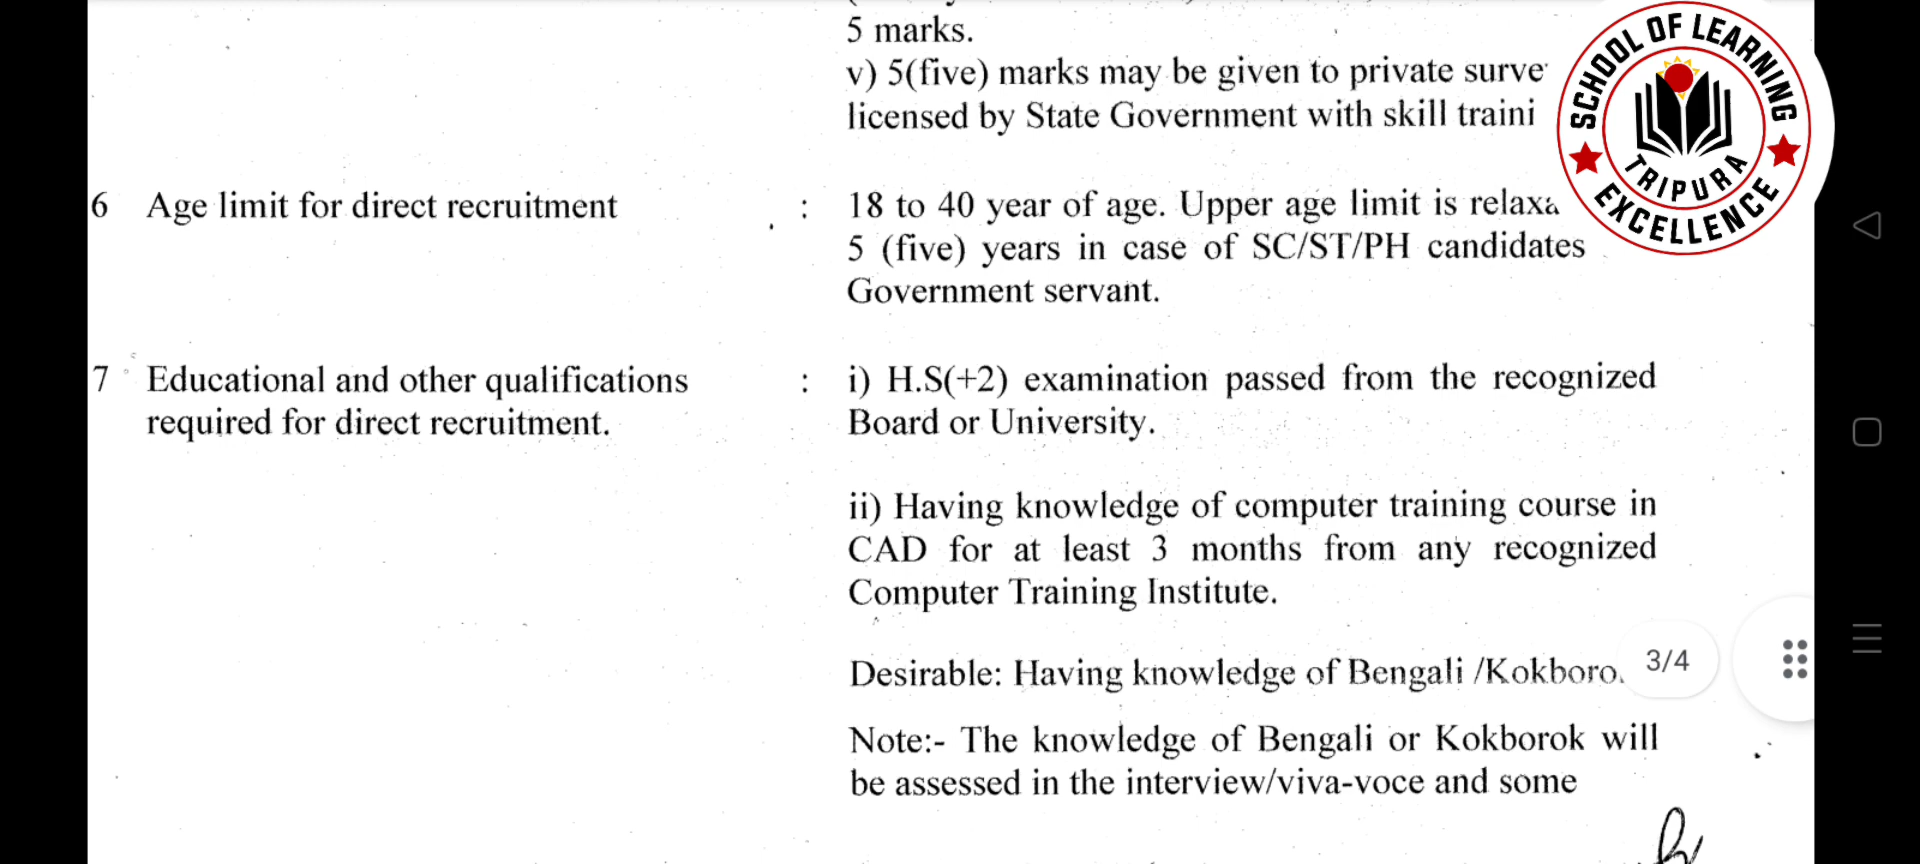 5 marks.
v) 5(five) marks may be given to private
licensed by State Government with skill
6 Age limit for direct recruitment : 18 to 40 year of age. Upper age limit is
5 (five) years in case of SC/ST/PH candidates
Government servant.
7 Educational and other qualifications : i) H.S(+2) examination passed from the recognized
required for direct recruitment. Board or University.
ii) Having knowledge of computer training course in
CAD for at least 3 months from any recognized
Computer Training Institute.
Desirable: Having knowledge of Bengali /Kokboro
3/4
Note:- The knowledge of Bengali or Kokborok will
be assessed in the interview/viva-voce and some
SCHOOL OF LEARNING
TRIPURA
EXCELLENCE